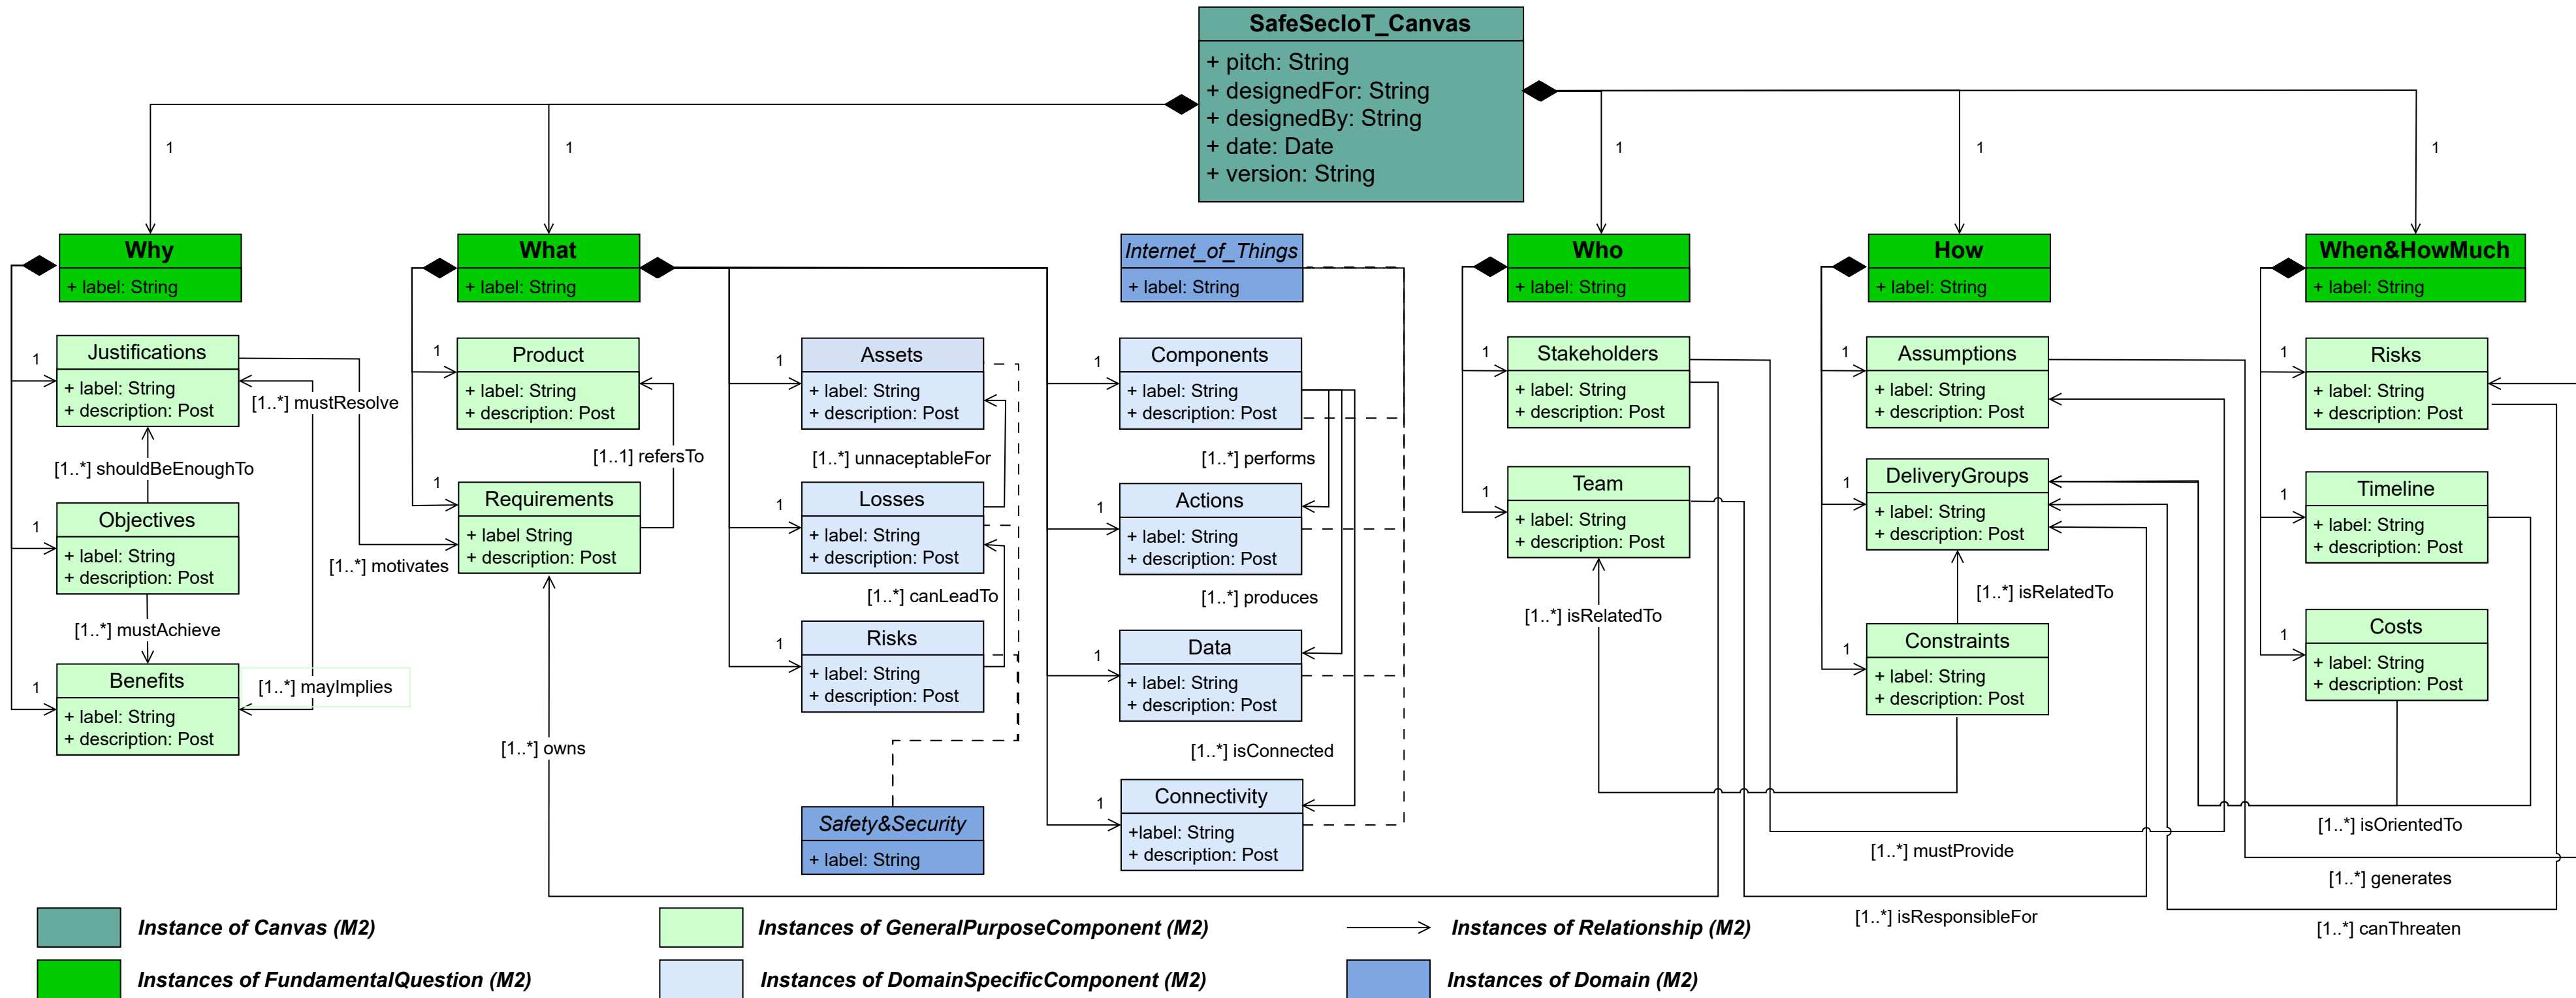 SafeSecIoT_Canvas
+ pitch: String
+ designedFor: String
+ designedBy: String
+ date: Date
+ version: String
1
1
1
1
1
Why
+ label: String
What
+ label: String
Internet_of_Things
+ label: String
Who
+ label: String
How
+ label: String
When&HowMuch
+ label: String
1
Justifications
+ label: String
+ description: Post
[1..*] mustResolve
[1..*] shouldBeEnoughTo
1
Objectives
+ label: String
+ description: Post
[1..*] motivates
[1..*] mustAchieve
1
Benefits
+ label: String
+ description: Post
[1..*] mayImplies
1
Product
+ label: String
+ description: Post
[1..1] refersTo
1
Requirements
+ label String
+ description: Post
[1..*] owns
1
Assets
+ label: String
+ description: Post
[1..*] unnaceptableFor
1
Losses
+ label: String
+ description: Post
[1..*] canLeadTo
1
Risks
+ label: String
+ description: Post
Safety&Security
+ label: String
1
Components
+ label: String
+ description: Post
[1..*] performs
1
Actions
+ label: String
+ description: Post
[1..*] produces
1
Data
+ label: String
+ description: Post
[1..*] isConnected
1
Connectivity
+label: String
+ description: Post
1
Stakeholders
+ label: String
+ description: Post
1
Team
+ label: String
+ description: Post
[1..*] isRelatedTo
1
Assumptions
+ label: String
+ description: Post
1
DeliveryGroups
+ label: String
+ description: Post
[1..*] isRelatedTo
1
Constraints
+ label: String
+ description: Post
1
Risks
+ label: String
+ description: Post
1
Timeline
+ label: String
+ description: Post
1
Costs
+ label: String
+ description: Post
[1..*] isOrientedTo
[1..*] mustProvide
[1..*] generates
[1..*] isResponsibleFor
[1..*] canThreaten
Instance of Canvas (M2)
Instances of GeneralPurposeComponent (M2)
Instances of Relationship (M2)
Instances of FundamentalQuestion (M2)
Instances of DomainSpecificComponent (M2)
Instances of Domain (M2)